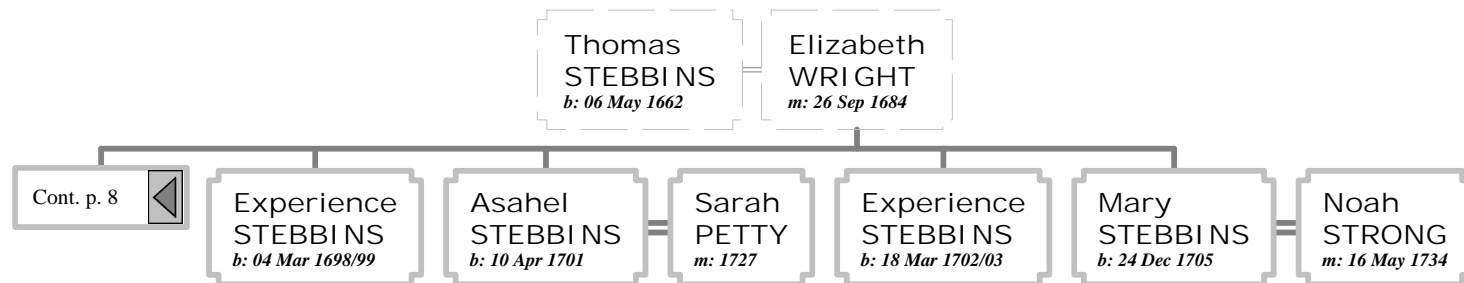 Thomas
STEBBINS
b: 06 May 1662
Elizabeth
WRIGHT
m: 26 Sep 1684
Cont. p. 8
Experience
STEBBINS
b: 04 Mar 1698/99
Asahel
STEBBINS
b: 10 Apr 1701
Sarah
PETTY
m: 1727
Experience
STEBBINS
b: 18 Mar 1702/03
Mary
STEBBINS
b: 24 Dec 1705
Noah
STRONG
m: 16 May 1734